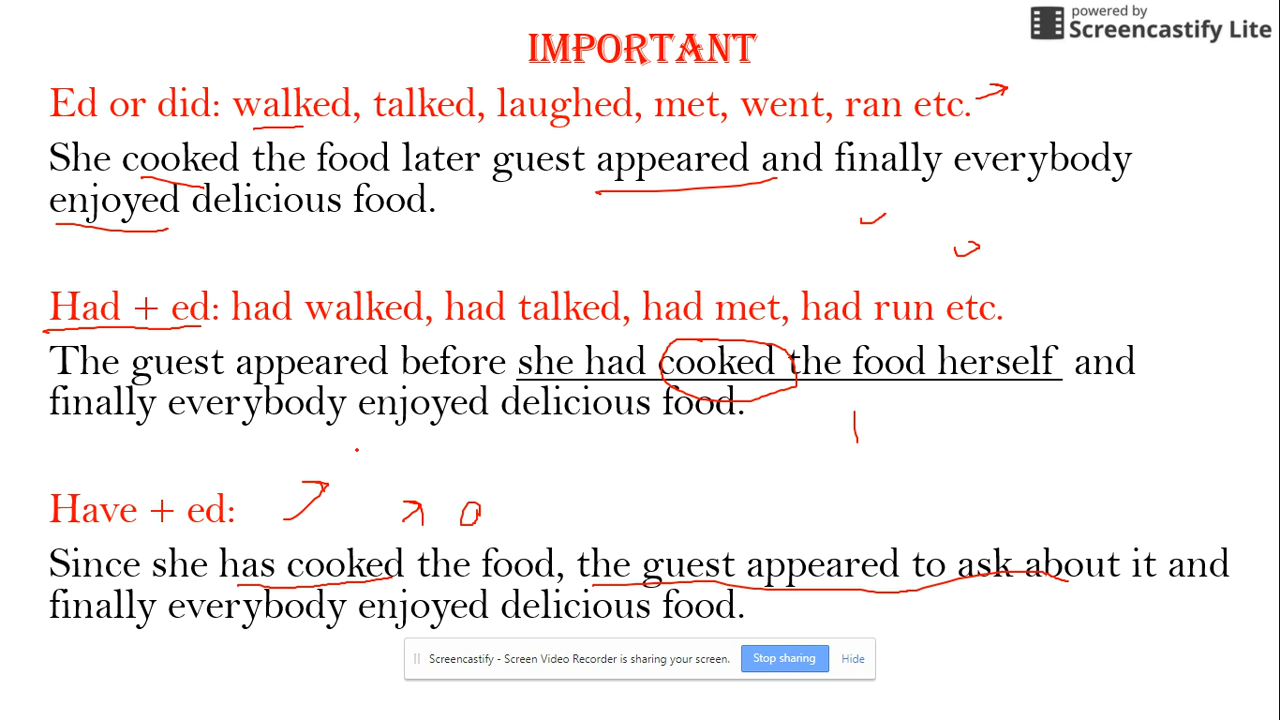 powered by
Screencastify Lite
IMPORTANT
Ed or did: walked, talked, laughed, met, went, ran etc.
She cooked the food later guest appeared and finally everybody
enjoyed delicious food.
Had + ed: had walked, had talked, had met, had run etc.
The guest appeared before she had cooked the food herself and
finally everybody enjoyed delicious food.
Have + ed:
Since she has cooked the food, the guest appeared to ask about it and
finally everybody enjoyed delicious food.
Screencastify - Screen Video Recorder is sharing your screen. Stop sharing Hide